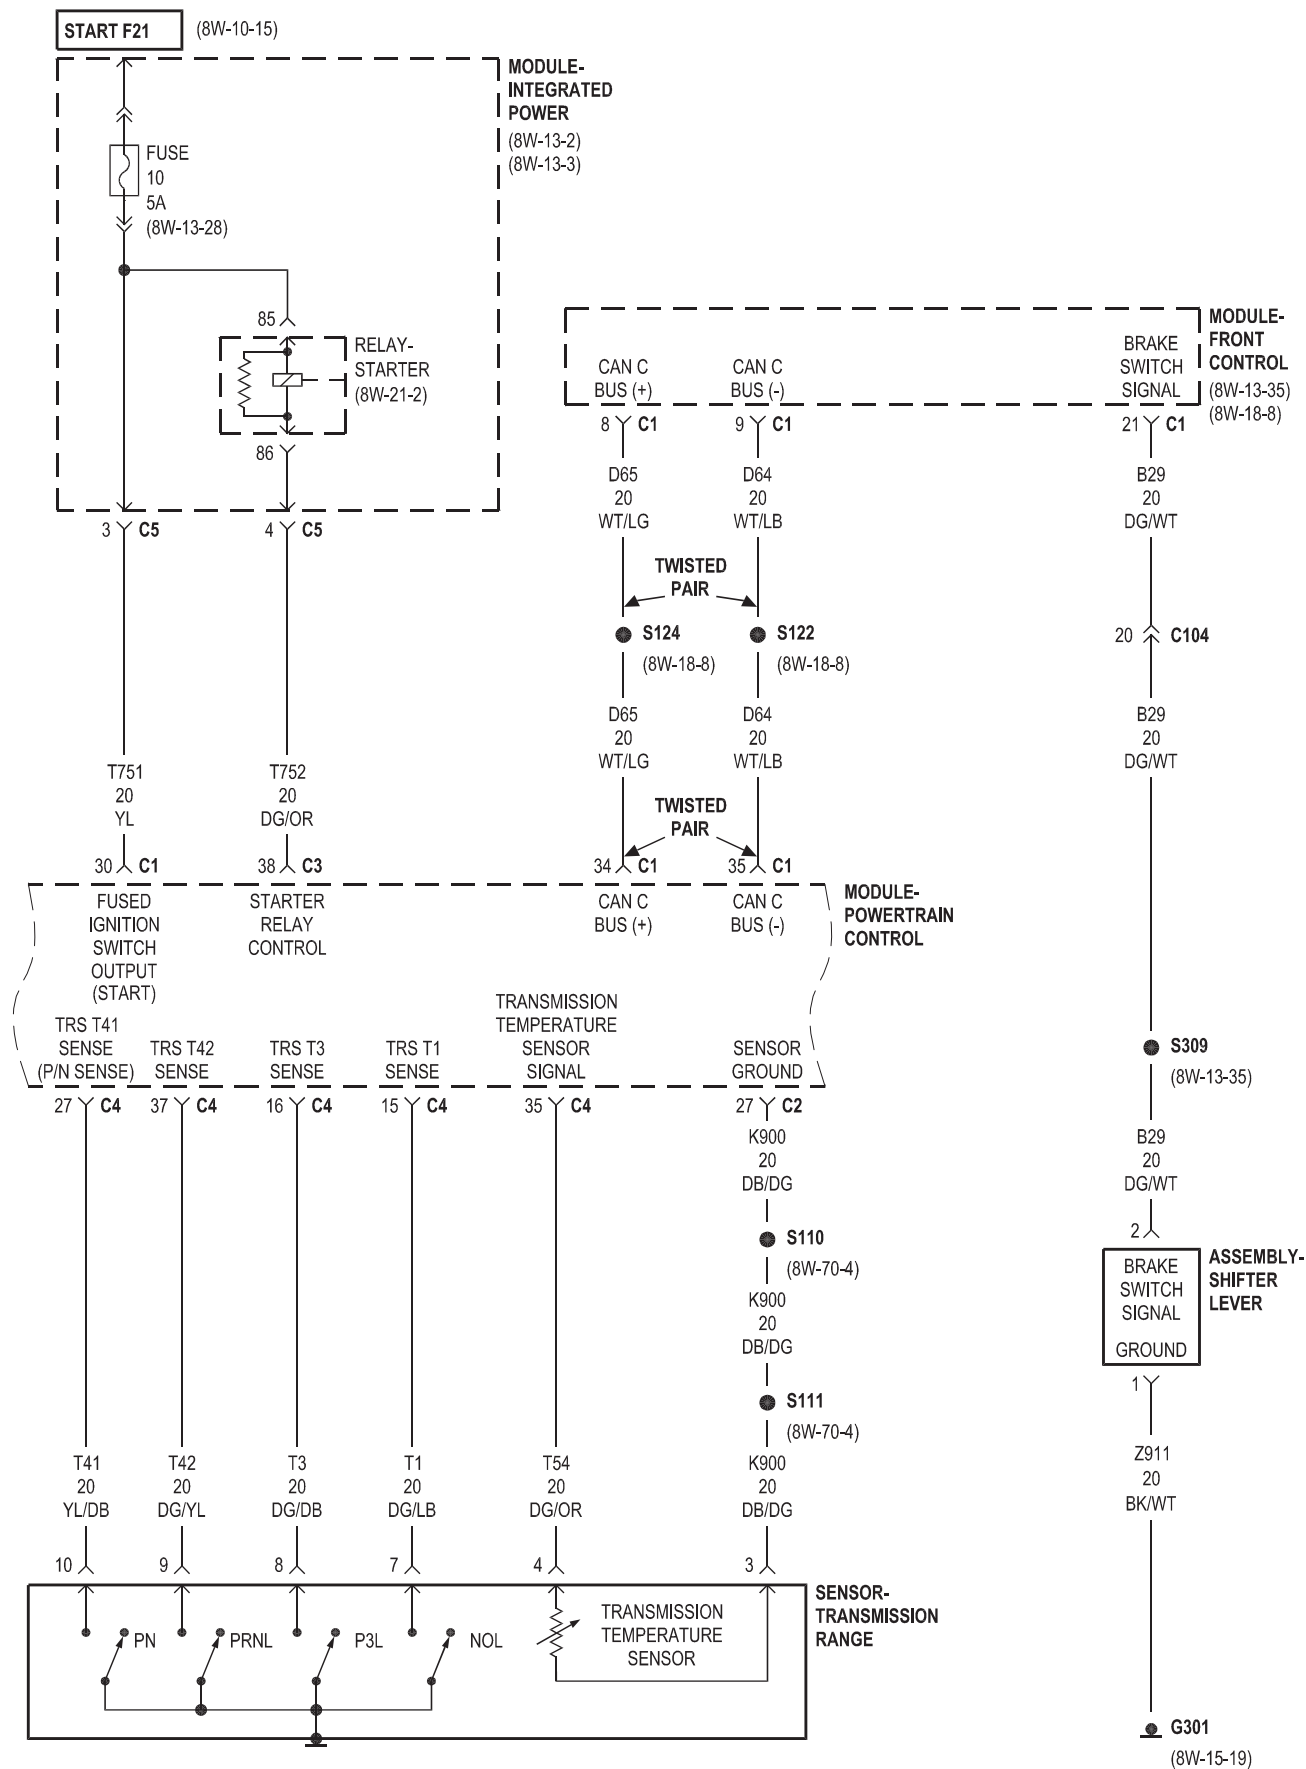 START F21
(8W-10-15)
MODULE-
INTEGRATED
POWER
(8W-13-2)
(8W-13-3)
FUSE
10
5A
(8W-13-28)
85
RELAY-
STARTER
(8W-21-2)
86
3 C5
4 C5
MODULE-
FRONT
CONTROL
(8W-13-35)
(8W-18-8)
CAN C
BUS (+)
CAN C
BUS (-)
BRAKE
SWITCH
SIGNAL
8 C1
9 C1
21 C1
D65
20
WT/LG
D64
20
WT/LB
B29
20
DG/WT
TWISTED
PAIR
S124
(8W-18-8)
S122
(8W-18-8)
20 C104
D65
20
WT/LG
D64
20
WT/LB
B29
20
DG/WT
T751
20
YL
T752
20
DG/OR
TWISTED
PAIR
30 C1
38 C3
34 C1
35 C1
MODULE-
POWERTRAIN
CONTROL
FUSED
IGNITION
SWITCH
OUTPUT
(START)
STARTER
RELAY
CONTROL
CAN C
BUS (+)
CAN C
BUS (-)
TRS T41
SENSE
(P/N SENSE)
TRS T42
SENSE
TRS T3
SENSE
TRS T1
SENSE
TRANSMISSION
TEMPERATURE
SENSOR
SIGNAL
SENSOR
GROUND
S309
(8W-13-35)
27 C4
37 C4
16 C4
15 C4
35 C4
27 C2
K900
20
DB/DG
B29
20
DG/WT
S110
(8W-70-4)
2
K900
20
DB/DG
BRAKE
SWITCH
SIGNAL
GROUND
ASSEMBLY-
SHIFTER
LEVER
1
S111
(8W-70-4)
T41
20
YL/DB
T42
20
DG/YL
T3
20
DG/DB
T1
20
DG/LB
T54
20
DG/OR
K900
20
DB/DG
Z911
20
BK/WT
10
9
8
7
4
3
PN
PRNL
P3L
NOL
TRANSMISSION
TEMPERATURE
SENSOR
SENSOR-
TRANSMISSION
RANGE
G301
(8W-15-19)